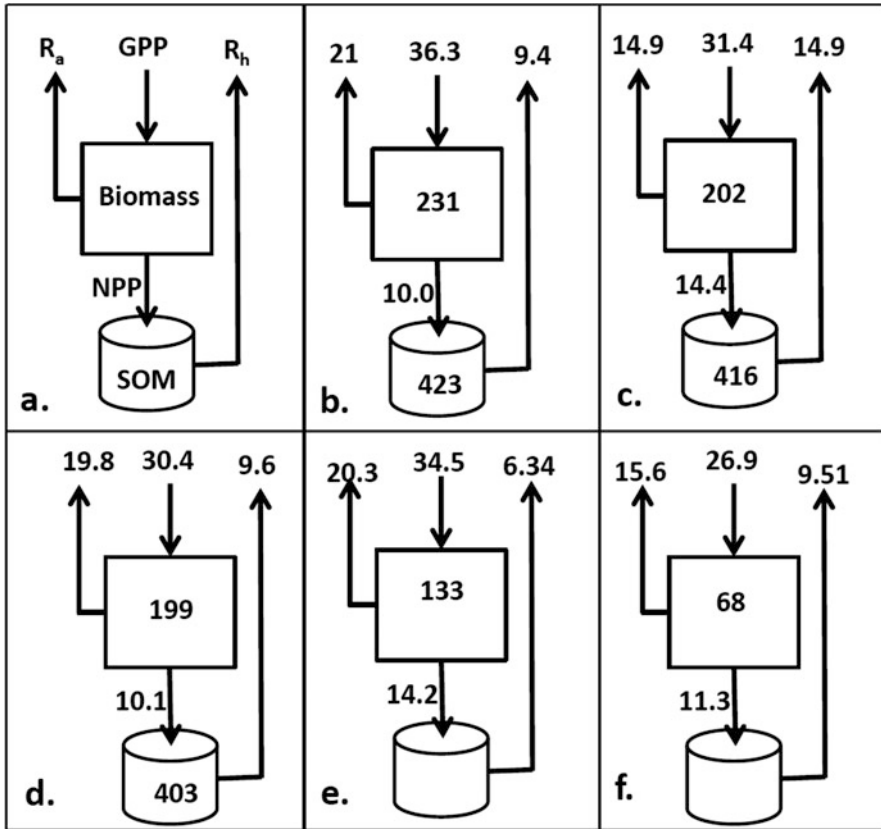 R_a GPP R_h
Biomass
NPP
SOM
a.
21 36.3 9.4
231
10.0
423
b.
14.9 31.4 14.9
202
14.4
416
c.
19.8 30.4 9.6
199
10.1
403
d.
20.3 34.5 6.34
133
14.2
e.
15.6 26.9 9.51
68
11.3
f.